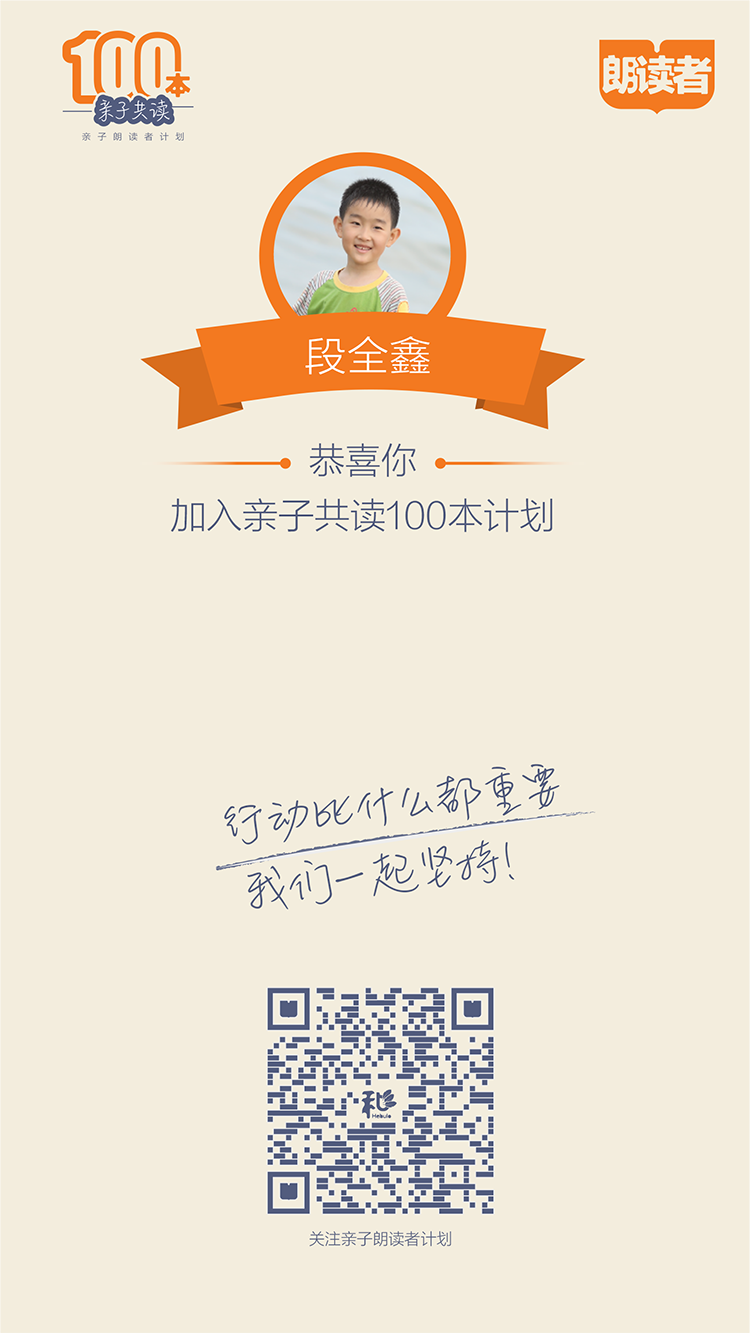 100本
亲子共读
亲子朗读者计划
朗读者
段全鑫
恭喜你
加入亲子共读100本计划
行动比什么都重要
我们一起坚持!
Hebula
关注亲子朗读者计划